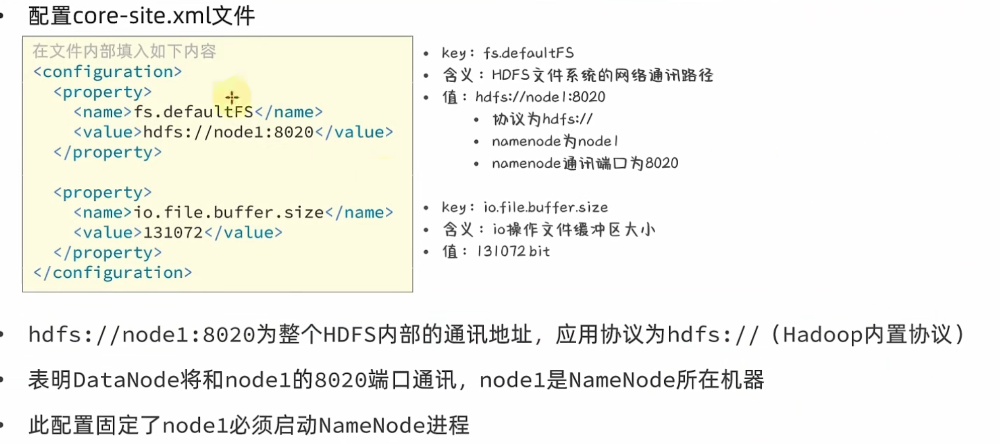 配置core-site.xml文件
在文件内部填入如下内容
<configuration>
<property>
<name>fs.defaultFS</name>
<value>hdfs://node1:8020</value>
</property>
<property>
<name>io.file.buffer.size</name>
<value>131072</value>
</property>
</configuration>
key：fs.defaultFS
含义：HDFS文件系统的网络通讯路径
值：hdfs://node1:8020
协议为hdfs://
namenode为node1
namenode通讯端口为8020
key：io.file.buffer.size
含义：io操作文件缓冲区大小
值：131072 bit
hdfs://node1:8020为整个HDFS内部的通讯地址，应用协议为hdfs://（Hadoop内置协议）
表明DataNode将和node1的8020端口通讯，node1是NameNode所在机器
此配置固定了node1必须启动NameNode进程